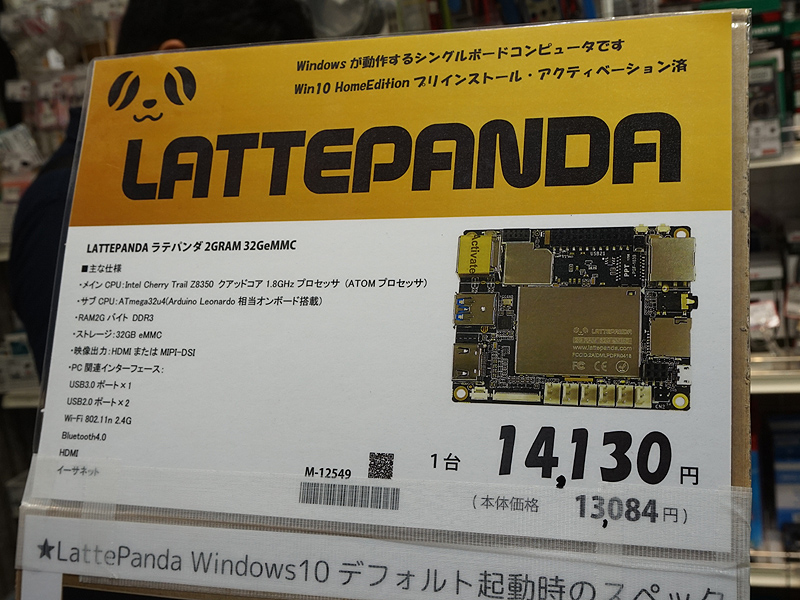 Windows が動作するシングルボードコンピュータです
Win10 HomeEdition プリインストール・アクティベーション済
LATTEPANDA
LATTEPANDA ラテパンダ 2GRAM 32GeMMC
■主な仕様
・メイン CPU:Intel Cherry Trail Z8350 クアッドコア 1.8GHz プロセッサ (ATOM プロセッサ)
・サブ CPU:ATmega32u4(Arduino Leonardo 相当オンボード搭載)
・RAM2G バイト DDR3
・ストレージ:32GB eMMC
・映像出力:HDMI または MIPI-DSI
・PC 関連インターフェース:
USB3.0 ポート×1
USB2.0 ポート×2
Wi-Fi 802.11n 2.4G
Bluetooth4.0
HDMI
イーサネット
Activate
LATTEPANDA
www.lattepanda.com
FC CE
M-12549
1台 14,130 円
(本体価格 13,084 円)
★LattePanda Windows10 デフォルト起動時のスペック